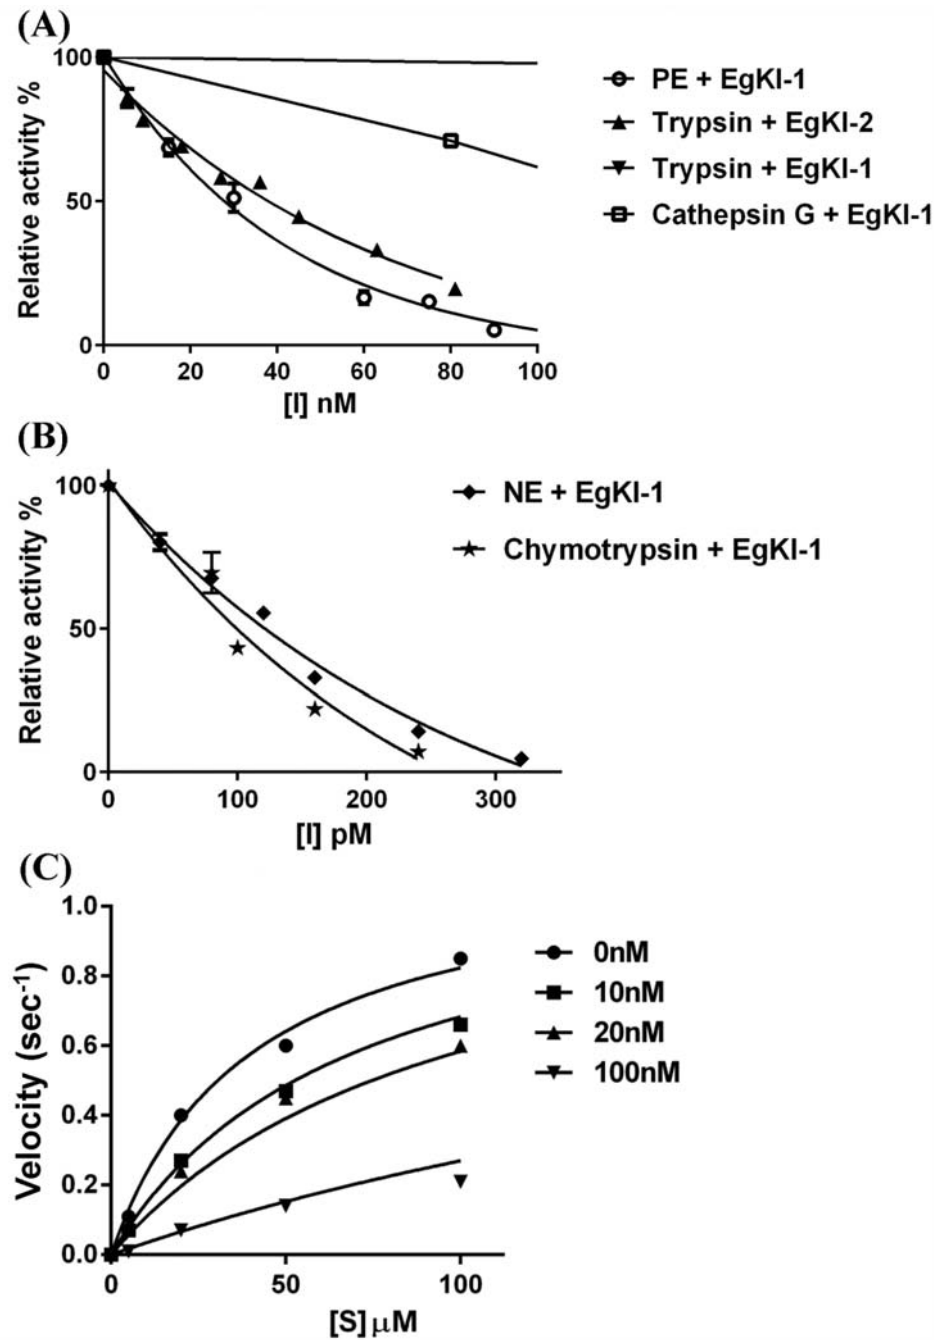 (A)
100
50
0
0 20 40 60 80 100
Relative activity %
[I] nM
PE + EgKI-1
Trypsin + EgKI-2
Trypsin + EgKI-1
Cathepsin G + EgKI-1
(B)
100
50
0
0 100 200 300
Relative activity %
[I] pM
NE + EgKI-1
Chymotrypsin + EgKI-1
(C)
1.0
0.8
0.6
0.4
0.2
0.0
0 50 100
Velocity (sec⁻¹)
[S] μM
0nM
10nM
20nM
100nM